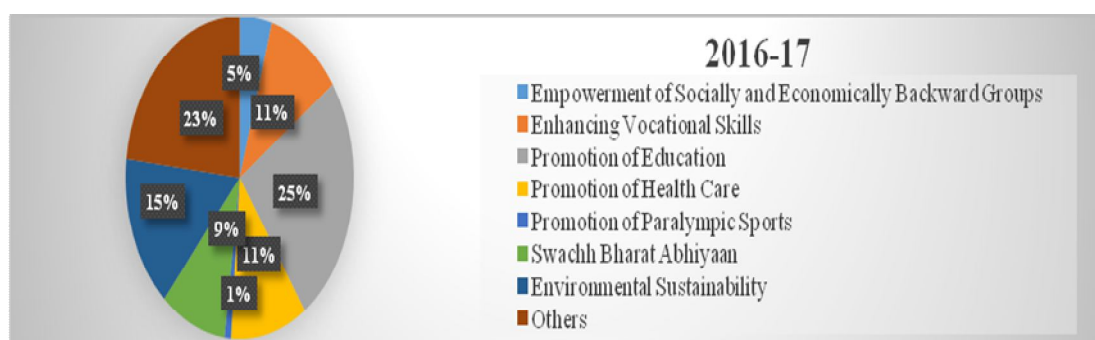 2016-17
5%
11%
25%
11%
1%
9%
15%
23%
Empowerment of Socially and Economically Backward Groups
Enhancing Vocational Skills
Promotion of Education
Promotion of Health Care
Promotion of Paralympic Sports
Swachh Bharat Abhiyaan
Environmental Sustainability
Others